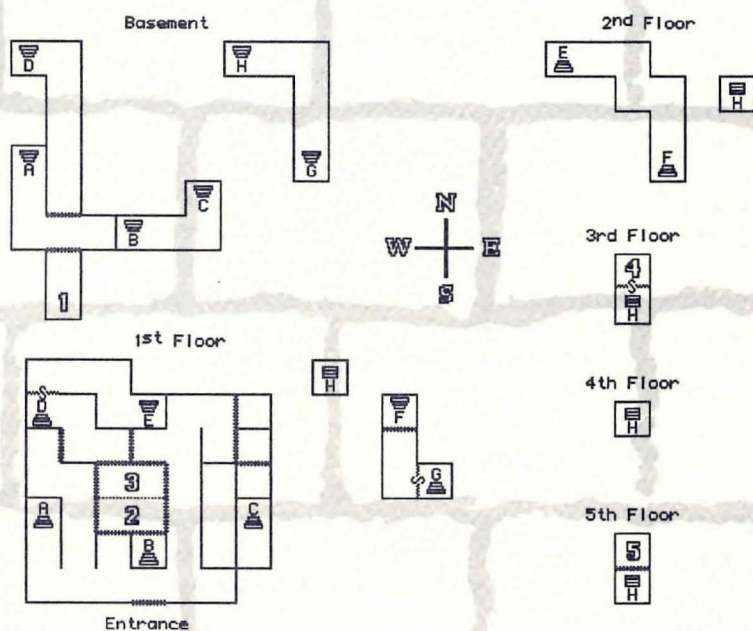 Basement
2nd Floor
D
H
E
H
A
G
F
C
B
N
W E
S
3rd Floor
1
4
S
H
1st Floor
H
4th Floor
S
D
E
F
H
3
G
S
2
A
C
B
5th Floor
5
H
Entrance